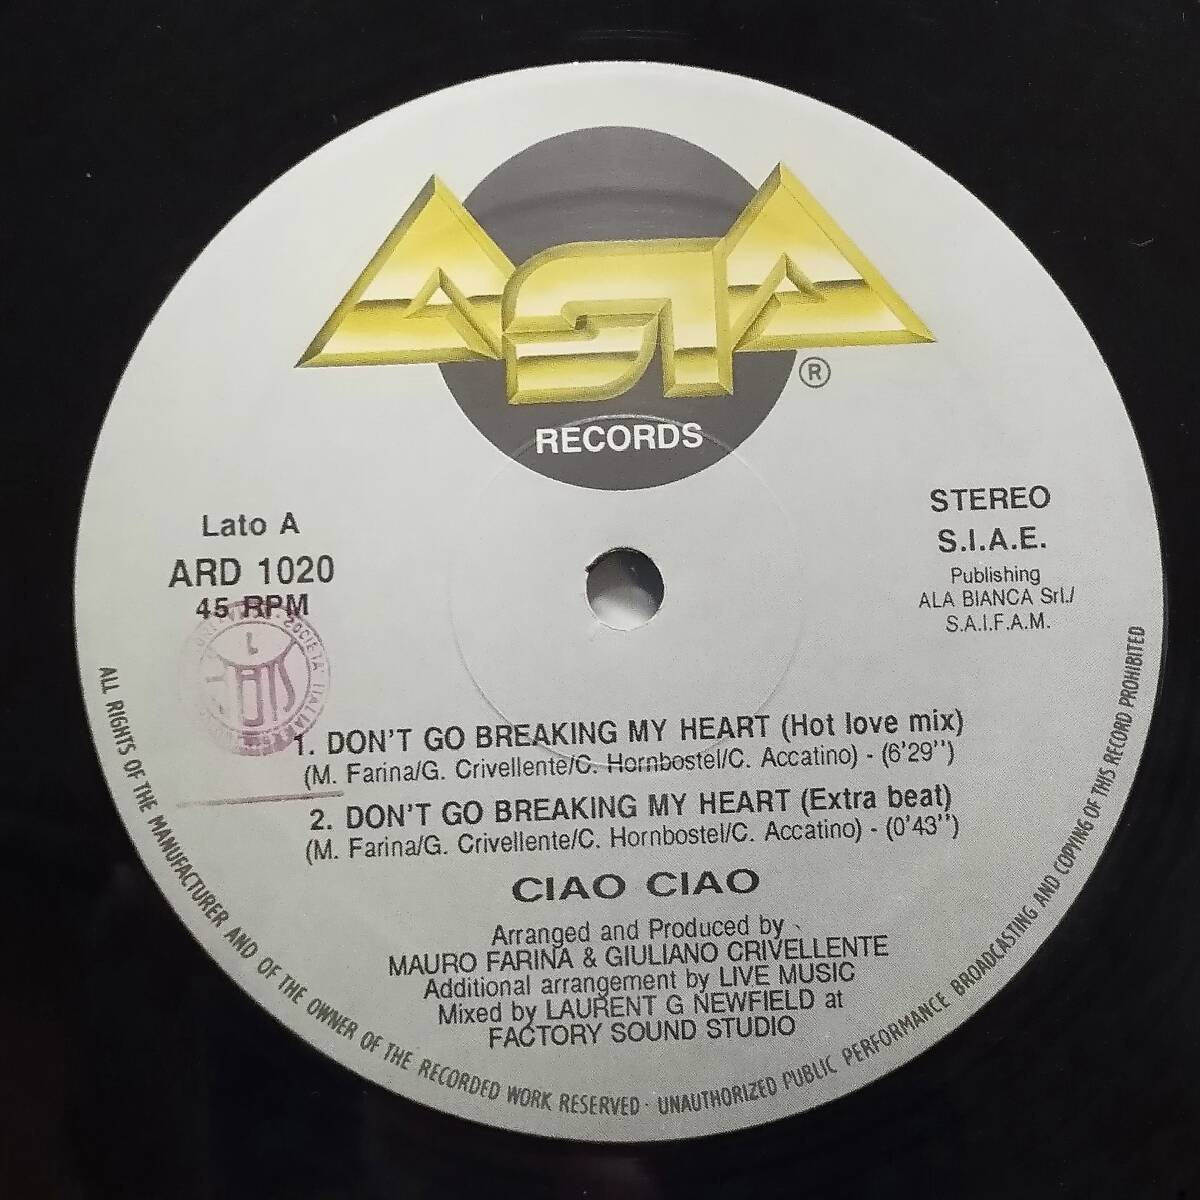 ASIA
®
RECORDS
Lato A
ARD 1020
45 RPM
STEREO
S.I.A.E.
Publishing
ALA BIANCA Srl./
S.A.I.F.A.M.
SOCIETA' ITALIA
1. DON'T GO BREAKING MY HEART (Hot love mix)
(M. Farina/G. Crivellente/C. Hornbostel/C. Accatino) - (6'29'')
2. DON'T GO BREAKING MY HEART (Extra beat)
(M. Farina/G. Crivellente/C. Hornbostel/C. Accatino) - (0'43'')
CIAO CIAO
Arranged and Produced by
MAURO FARINA & GIULIANO CRIVELLENTE
Additional arrangement by LIVE MUSIC
Mixed by LAURENT G NEWFIELD at
FACTORY SOUND STUDIO
ALL RIGHTS OF THE MANUFACTURER AND OF THE OWNER OF THE RECORDED WORK RESERVED · UNAUTHORIZED PUBLIC PERFORMANCE BROADCASTING AND COPYING OF THIS RECORD PROHIBITED